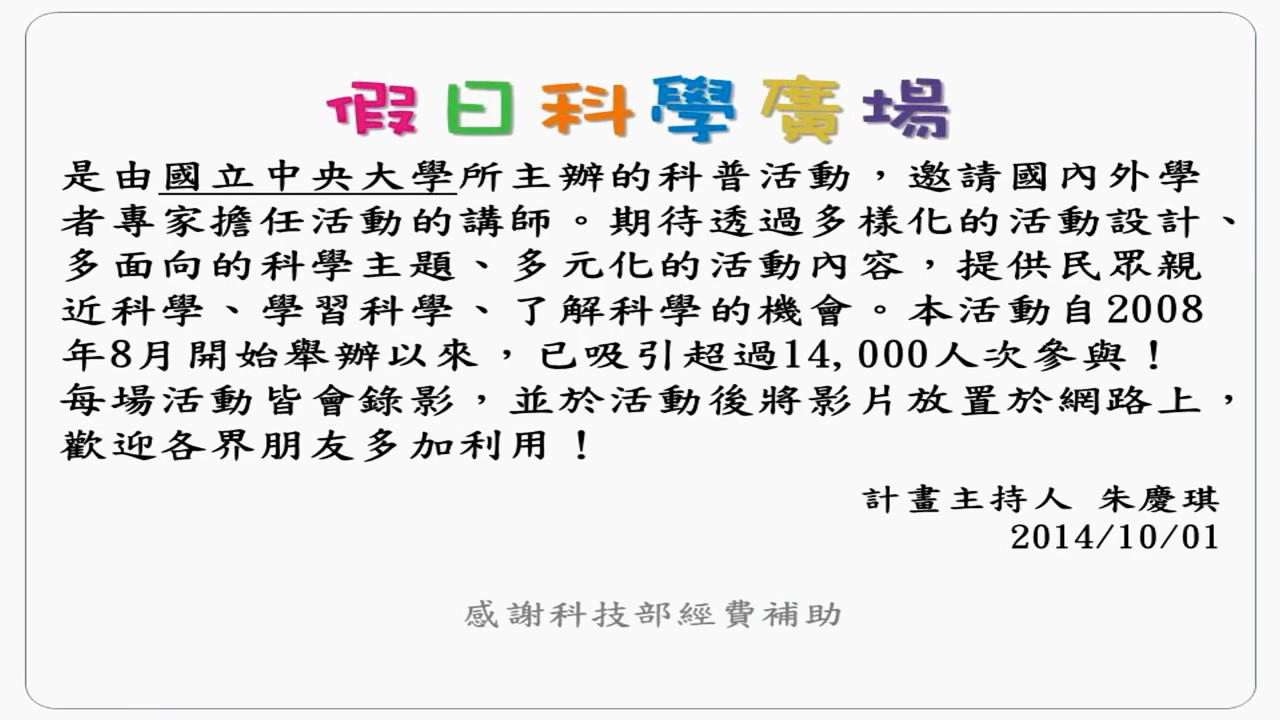 假日科學廣場
是由國立中央大學所主辦的科普活動，邀請國內外學
者專家擔任活動的講師。期待透過多樣化的活動設計、
多面向的科學主題、多元化的活動內容，提供民眾親
近科學、學習科學、了解科學的機會。本活動自2008
年8月開始舉辦以來，已吸引超過14,000人次參與！
每場活動皆會錄影，並於活動後將影片放置於網路上，
歡迎各界朋友多加利用！
計畫主持人 朱慶琪
2014/10/01
感謝科技部經費補助